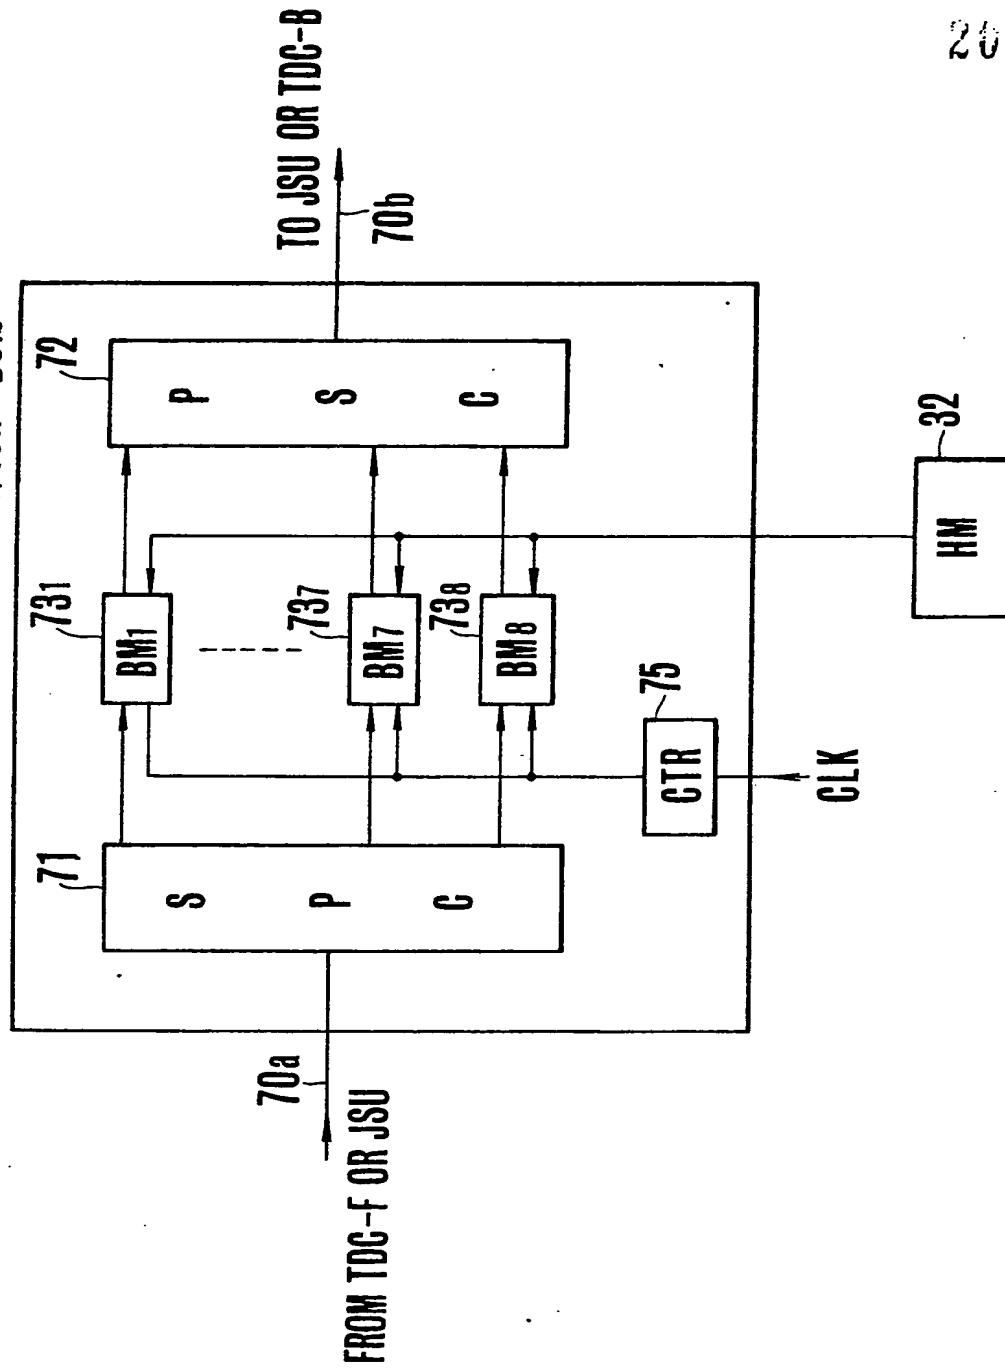 FROM TDC-F OR JSU
70a
71
S P C
73₁
BM₁
73₇
BM₇
73₈
BM₈
72
P S C
TO JSU OR TDC-B
70b
75
CTR
CLK
32
HM
20